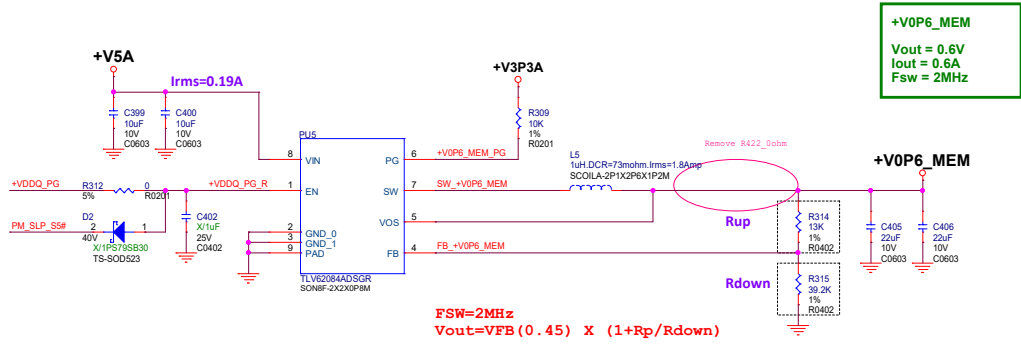 +V0P6_MEM
Vout = 0.6V
Iout = 0.6A
Fsw = 2MHz
+V5A
Irms=0.19A
+V3P3A
C399
10uF
10V
C0603
C400
10uF
10V
C0603
R309
10K
1%
R0201
PU5
8
VIN
PG
6
+V0P6_MEM_PG
Remove R422_0ohm
L5
1uH.DCR=73mohm.Irms=1.8Amp
SCOILA-2P1X2P6X1P2M
+V0P6_MEM
+VDDQ_PG
R312
0
5%
R0201
+VDDQ_PG_R
1
EN
SW
7
SW_+V0P6_MEM
PM_SLP_S5#
D2
2
1
40V
X/1PS79SB30
TS-SOD523
C402
X/1uF
25V
C0402
VOS
5
Rup
R314
13K
1%
R0402
C405
22uF
10V
C0603
C406
22uF
10V
C0603
2
GND_0
3
GND_1
9
PAD
FB
4
FB_+V0P6_MEM
TLV62084ADSGR
SON8F-2X2X0P8M
Rdown
R315
39.2K
1%
R0402
FSW=2MHz
Vout=VFB(0.45) X (1+Rp/Rdown)